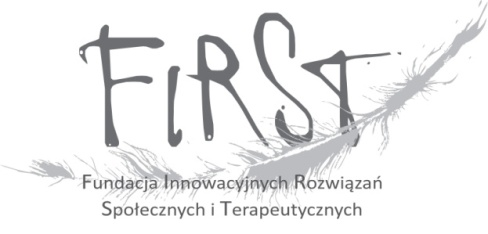 FiRST
Fundacja Innowacyjnych Rozwiązań
Społecznych i Terapeutycznych